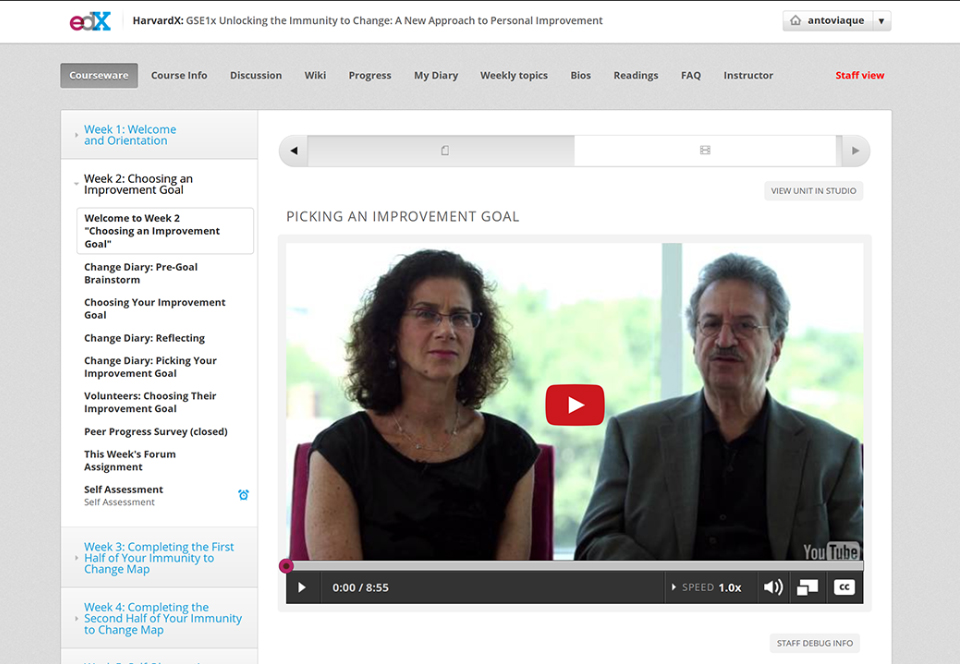 edX
HarvardX: GSE1x Unlocking the Immunity to Change: A New Approach to Personal Improvement
antoviaque
Courseware
Course Info
Discussion
Wiki
Progress
My Diary
Weekly topics
Bios
Readings
FAQ
Instructor
Staff view
Week 1: Welcome
and Orientation
Week 2: Choosing an
Improvement Goal
Welcome to Week 2
"Choosing an Improvement
Goal"
Change Diary: Pre-Goal
Brainstorm
Choosing Your Improvement
Goal
Change Diary: Reflecting
Change Diary: Picking Your
Improvement Goal
Volunteers: Choosing Their
Improvement Goal
Peer Progress Survey (closed)
This Week's Forum
Assignment
Self Assessment
Self Assessment
Week 3: Completing the First
Half of Your Immunity to
Change Map
Week 4: Completing the
Second Half of Your Immunity
to Change Map
VIEW UNIT IN STUDIO
PICKING AN IMPROVEMENT GOAL
YouTube
0:00 / 8:55
SPEED 1.0x
CC
STAFF DEBUG INFO